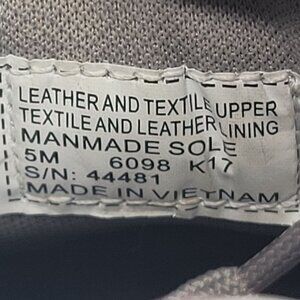 LEATHER AND TEXTILE UPPER
TEXTILE AND LEATHER LINING
MANMADE SOLE
5M 6098 K17
S/N: 44481
MADE IN VIETNAM